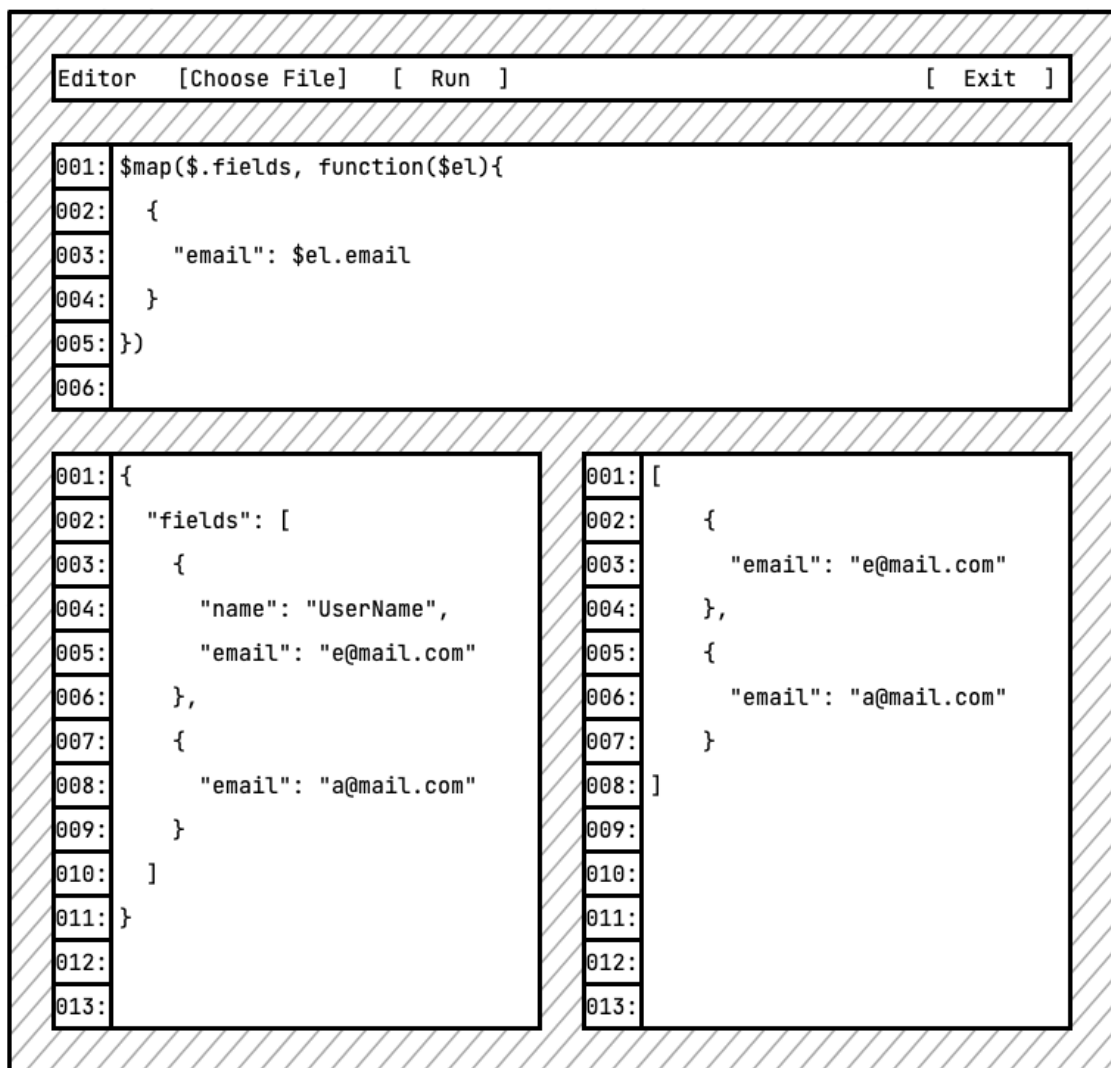 Editor   [Choose File]   [  Run  ]   [  Exit  ]
001: $map($.fields, function($el){
002:   {
003:     "email": $el.email
004:   }
005: })
006:
001: {
002:   "fields": [
003:     {
004:       "name": "UserName",
005:       "email": "e@mail.com"
006:     },
007:     {
008:       "email": "a@mail.com"
009:     }
010:   ]
011: }
012:
013:
001: [
002:     {
003:       "email": "e@mail.com"
004:     },
005:     {
006:       "email": "a@mail.com"
007:     }
008: ]
009:
010:
011:
012:
013: